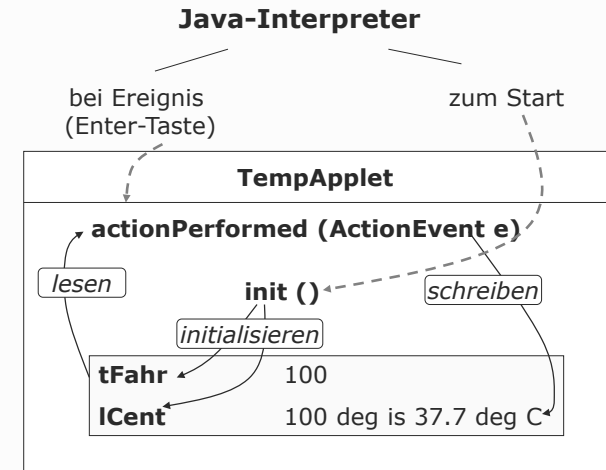 Java-Interpreter
bei Ereignis
(Enter-Taste)
zum Start
TempApplet
actionPerformed (ActionEvent e)
lesen
init ()
schreiben
initialisieren
tFahr 100
lCent 100 deg is 37.7 deg C